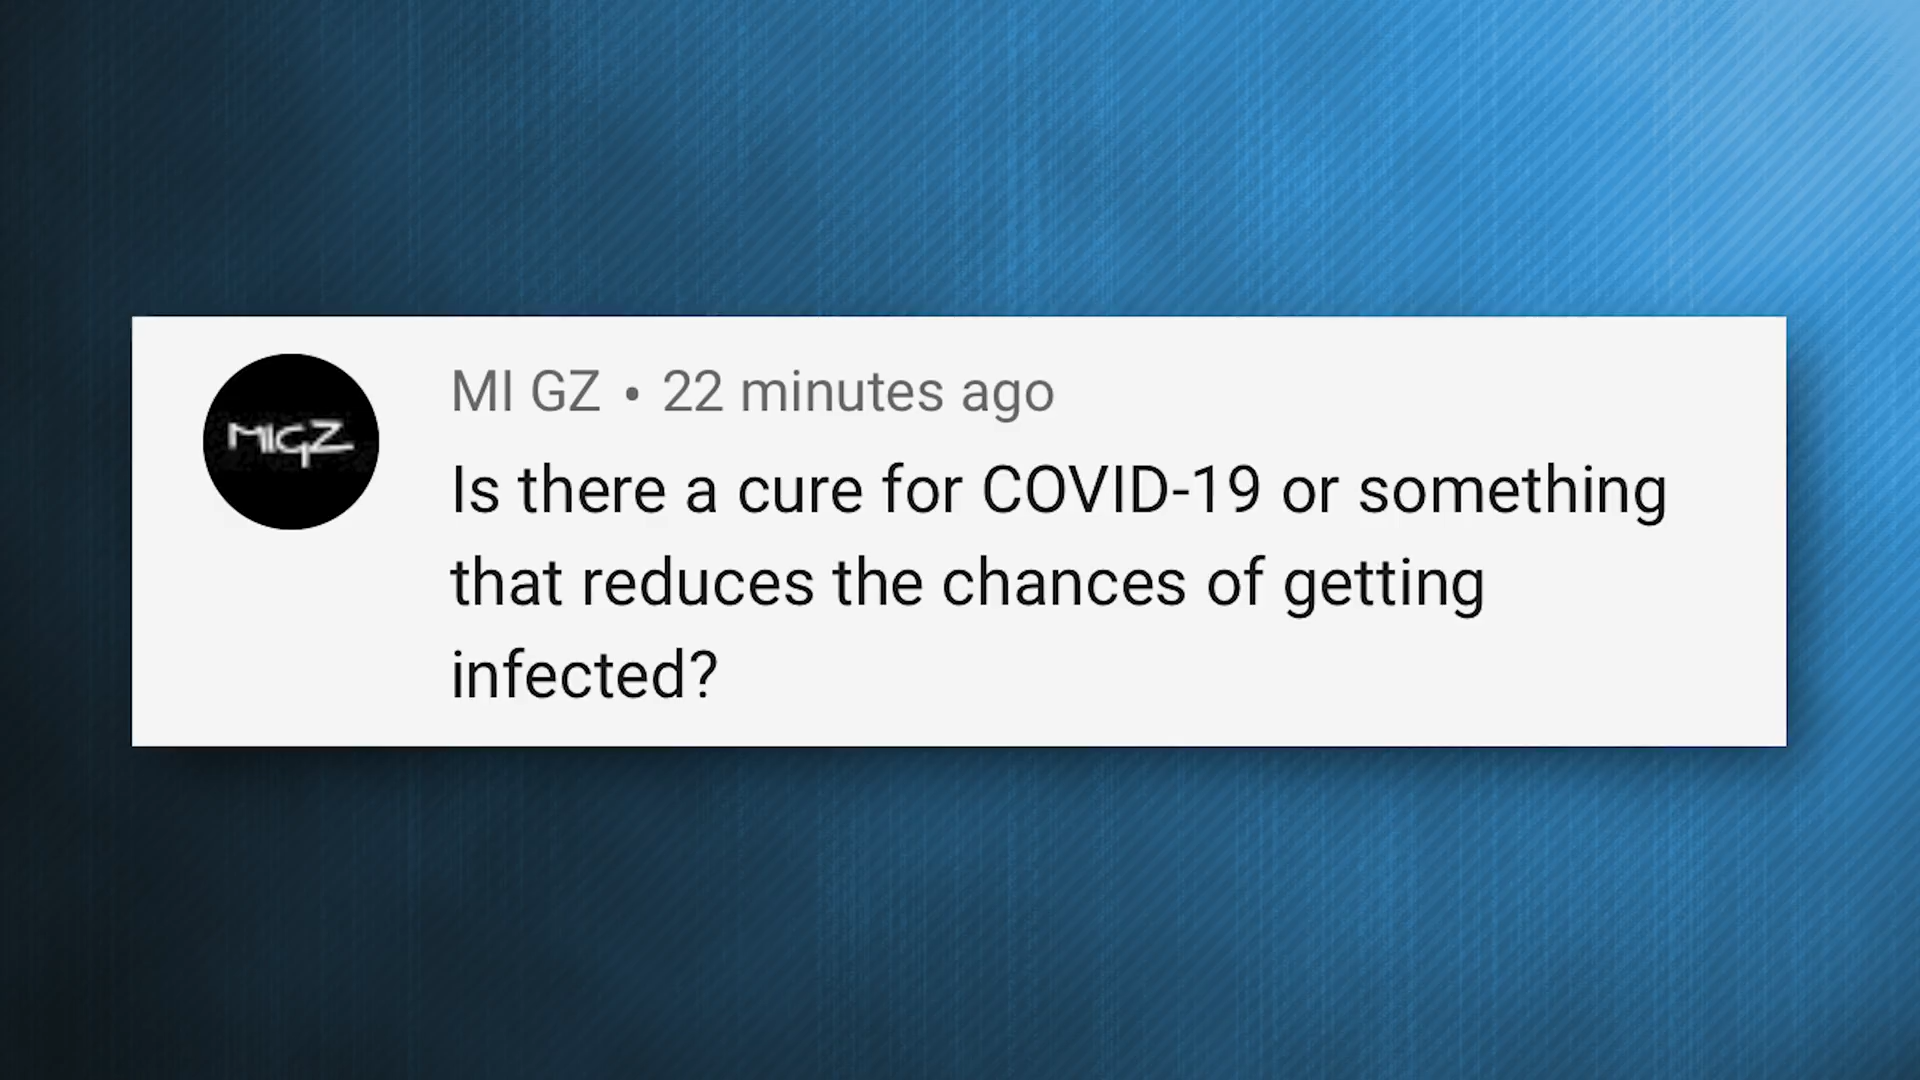 MIGZ
MI GZ • 22 minutes ago
Is there a cure for COVID-19 or something
that reduces the chances of getting
infected?